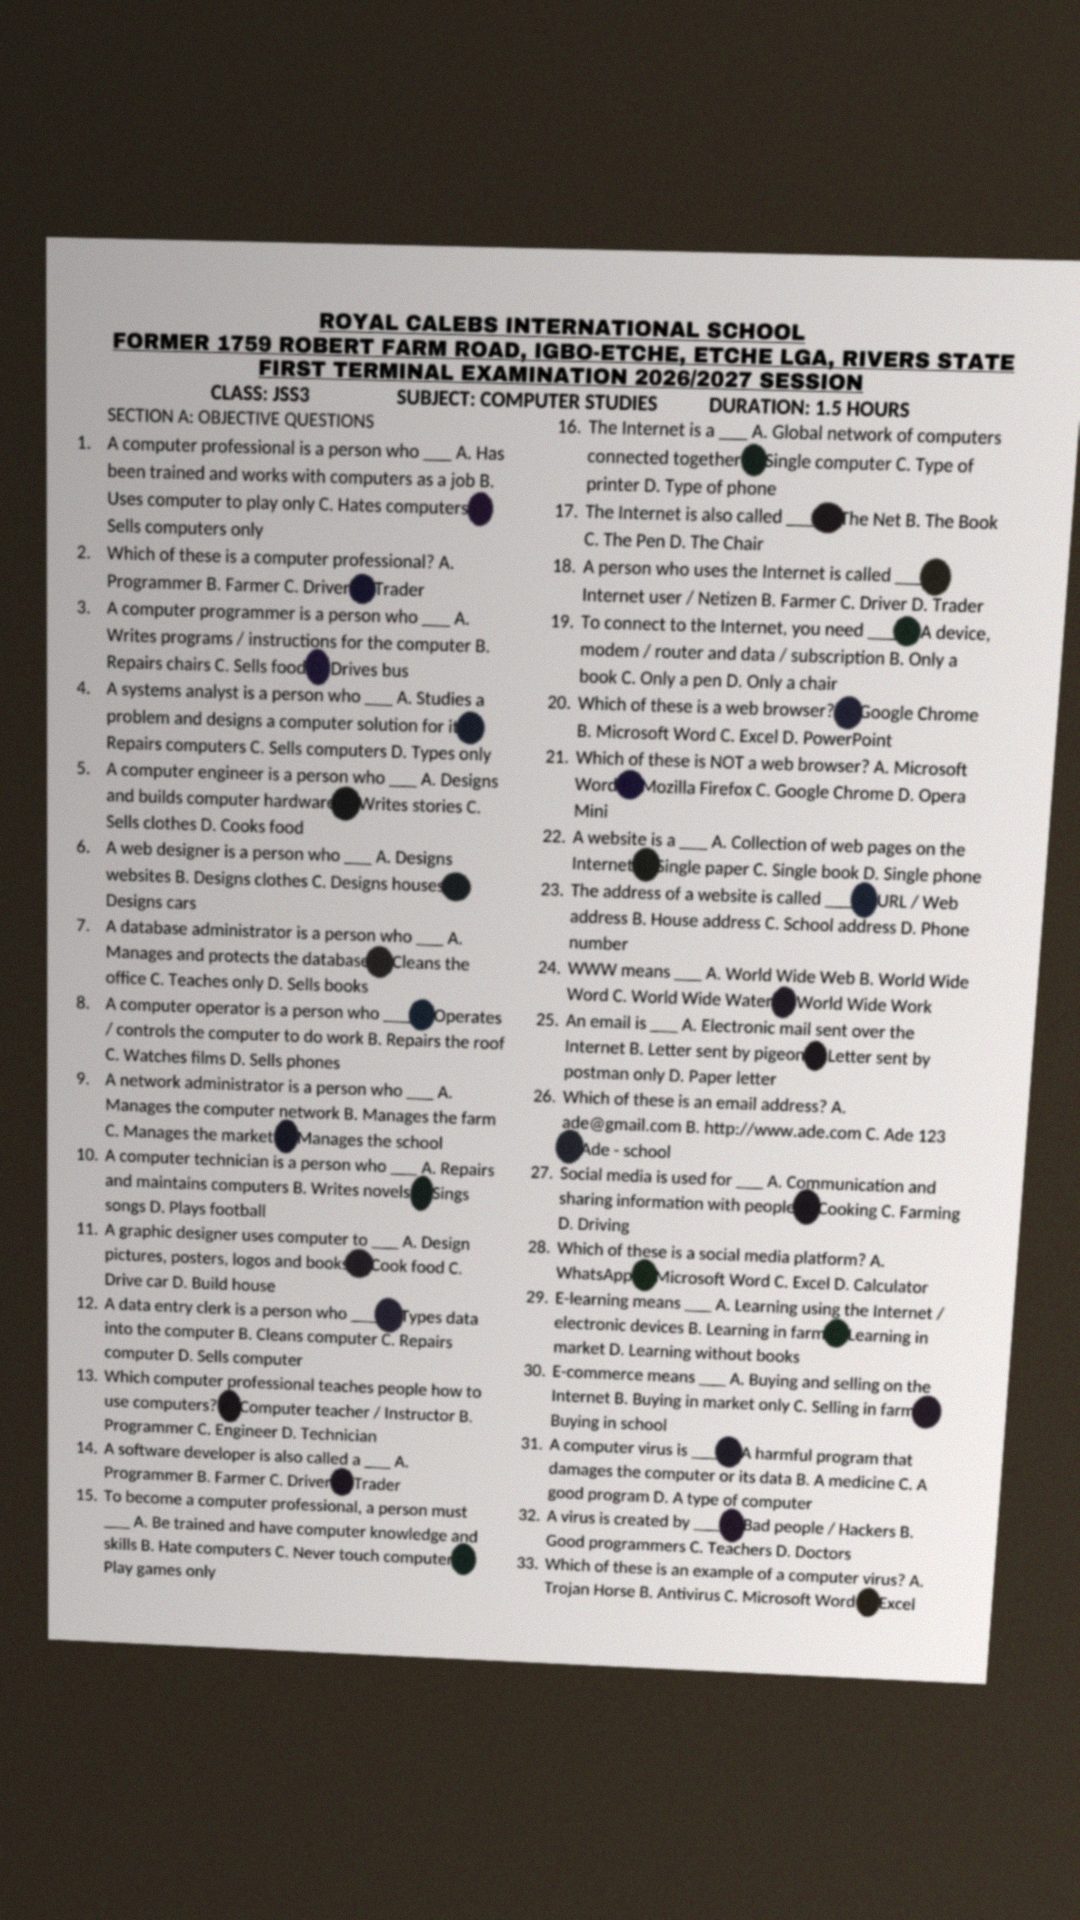 ROYAL CALEBS INTERNATIONAL SCHOOL
FORMER 1759 ROBERT FARM ROAD, IGBO-ETCHE, ETCHE LGA, RIVERS STATE
FIRST TERMINAL EXAMINATION 2026/2027 SESSION
CLASS: JSS3 SUBJECT: COMPUTER STUDIES DURATION: 1.5 HOURS
SECTION A: OBJECTIVE QUESTIONS
1. A computer professional is a person who ___ A. Has
been trained and works with computers as a job B.
Uses computer to play only C. Hates computers
Sells computers only
2. Which of these is a computer professional? A.
Programmer B. Farmer C. Driver Trader
3. A computer programmer is a person who ___ A.
Writes programs / instructions for the computer B.
Repairs chairs C. Sells food Drives bus
4. A systems analyst is a person who ___ A. Studies a
problem and designs a computer solution for
Repairs computers C. Sells computers D. Types only
5. A computer engineer is a person who ___ A. Designs
and builds computer hardware Writes stories C.
Sells clothes D. Cooks food
6. A web designer is a person who ___ A. Designs
websites B. Designs clothes C. Designs houses
Designs cars
7. A database administrator is a person who ___ A.
Manages and protects the database Cleans the
office C. Teaches only D. Sells books
8. A computer operator is a person who ___ Operates
/ controls the computer to do work B. Repairs the roof
C. Watches films D. Sells phones
9. A network administrator is a person who ___ A.
Manages the computer network B. Manages the farm
C. Manages the market Manages the school
10. A computer technician is a person who ___ A. Repairs
and maintains computers B. Writes novels Sings
songs D. Plays football
11. A graphic designer uses computer to ___ A. Design
pictures, posters, logos and books Cook food C.
Drive car D. Build house
12. A data entry clerk is a person who ___ Types data
into the computer B. Cleans computer C. Repairs
computer D. Sells computer
13. Which computer professional teaches people how to
use computers? Computer teacher / Instructor B.
Programmer C. Engineer D. Technician
14. A software developer is also called a ___ A.
Programmer B. Farmer C. Driver Trader
15. To become a computer professional, a person must
___ A. Be trained and have computer knowledge and
skills B. Hate computers C. Never touch computer
Play games only
16. The Internet is a ___ A. Global network of computers
connected together Single computer C. Type of
printer D. Type of phone
17. The Internet is also called ___ The Net B. The Book
C. The Pen D. The Chair
18. A person who uses the Internet is called ___
Internet user / Netizen B. Farmer C. Driver D. Trader
19. To connect to the Internet, you need ___ A device,
modem / router and data / subscription B. Only a
book C. Only a pen D. Only a chair
20. Which of these is a web browser? Google Chrome
B. Microsoft Word C. Excel D. PowerPoint
21. Which of these is NOT a web browser? A. Microsoft
Word Mozilla Firefox C. Google Chrome D. Opera
Mini
22. A website is a ___ A. Collection of web pages on the
Internet Single paper C. Single book D. Single phone
23. The address of a website is called ___ URL / Web
address B. House address C. School address D. Phone
number
24. WWW means ___ A. World Wide Web B. World Wide
Word C. World Wide Water World Wide Work
25. An email is ___ A. Electronic mail sent over the
Internet B. Letter sent by pigeon Letter sent by
postman only D. Paper letter
26. Which of these is an email address? A.
ade@gmail.com B. http://www.ade.com C. Ade 123
Ade - school
27. Social media is used for ___ A. Communication and
sharing information with people Cooking C. Farming
D. Driving
28. Which of these is a social media platform? A.
WhatsApp Microsoft Word C. Excel D. Calculator
29. E-learning means ___ A. Learning using the Internet /
electronic devices B. Learning in farm Learning in
market D. Learning without books
30. E-commerce means ___ A. Buying and selling on the
Internet B. Buying in market only C. Selling in farm
Buying in school
31. A computer virus is ___ A harmful program that
damages the computer or its data B. A medicine C. A
good program D. A type of computer
32. A virus is created by ___ Bad people / Hackers B.
Good programmers C. Teachers D. Doctors
33. Which of these is an example of a computer virus? A.
Trojan Horse B. Antivirus C. Microsoft Word Excel